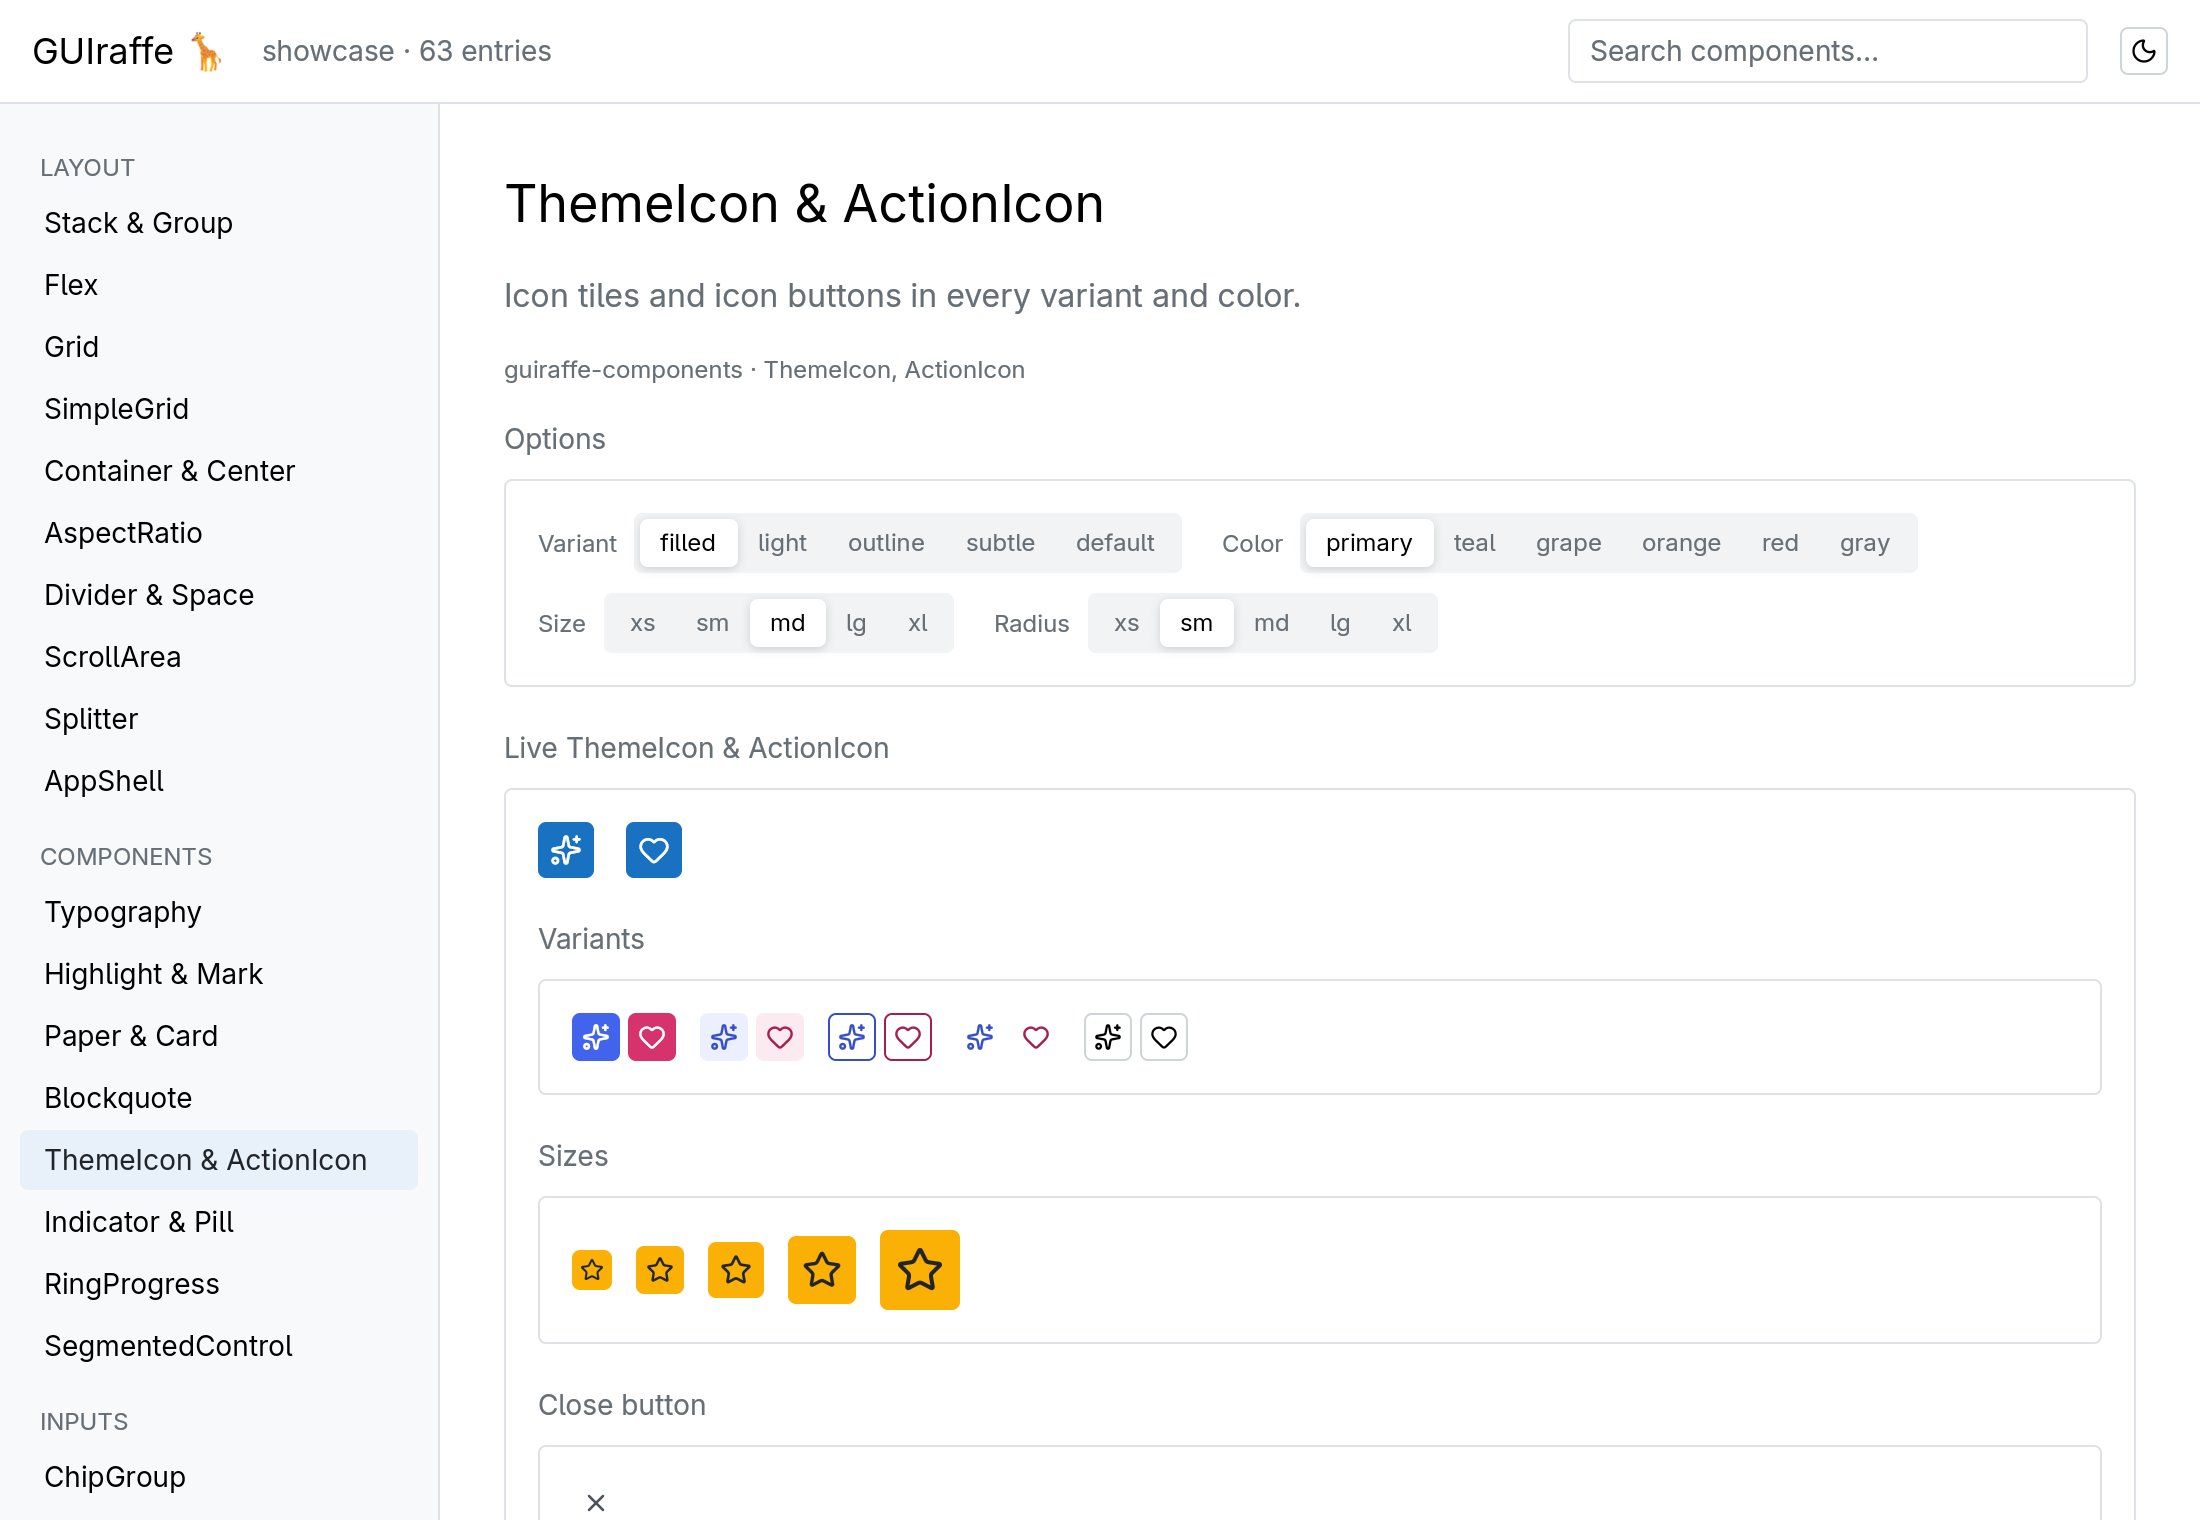 GUIraffe 🦒 showcase · 63 entries
Search components...
LAYOUT
Stack & Group
Flex
Grid
SimpleGrid
Container & Center
AspectRatio
Divider & Space
ScrollArea
Splitter
AppShell
COMPONENTS
Typography
Highlight & Mark
Paper & Card
Blockquote
ThemeIcon & ActionIcon
Indicator & Pill
RingProgress
SegmentedControl
INPUTS
ChipGroup
ThemeIcon & ActionIcon
Icon tiles and icon buttons in every variant and color.
guiraffe-components · ThemeIcon, ActionIcon
Options
Variant filled light outline subtle default Color primary teal grape orange red gray
Size xs sm md lg xl Radius xs sm md lg xl
Live ThemeIcon & ActionIcon
Variants
Sizes
Close button